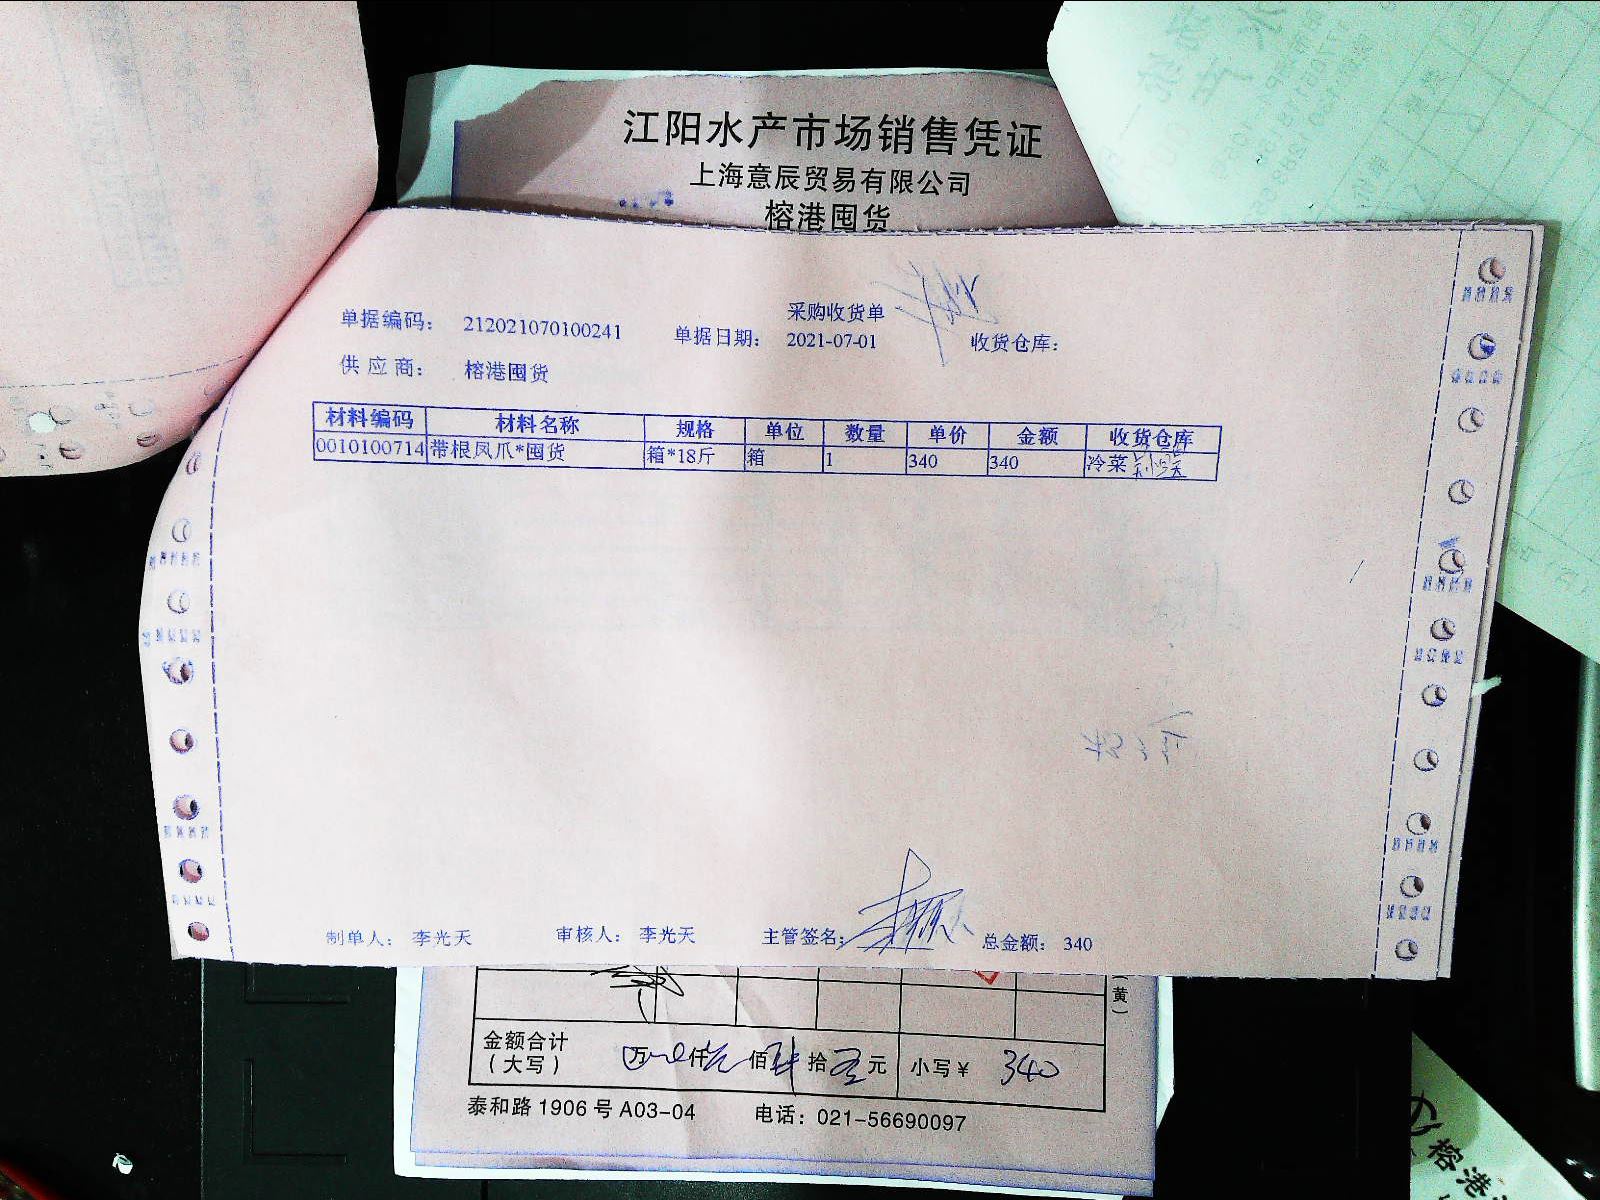 江阳水产市场销售凭证
上海意辰贸易有限公司
榕港囤货
采购收货单
单据编码： 212021070100241 单据日期： 2021-07-01 收货仓库：
供应商： 榕港囤货
材料编码 材料名称 规格 单位 数量 单价 金额 收货仓库
0010100714 带根凤爪*囤货 箱*18斤 箱 1 340 340 冷菜
制单人： 李光天 审核人： 李光天 主管签名： 总金额： 340
（黄）
金额合计
（大写） 万 仟 佰 拾 元 小写￥ 340
泰和路 1906 号 A03-04 电话：021-56690097
榕港